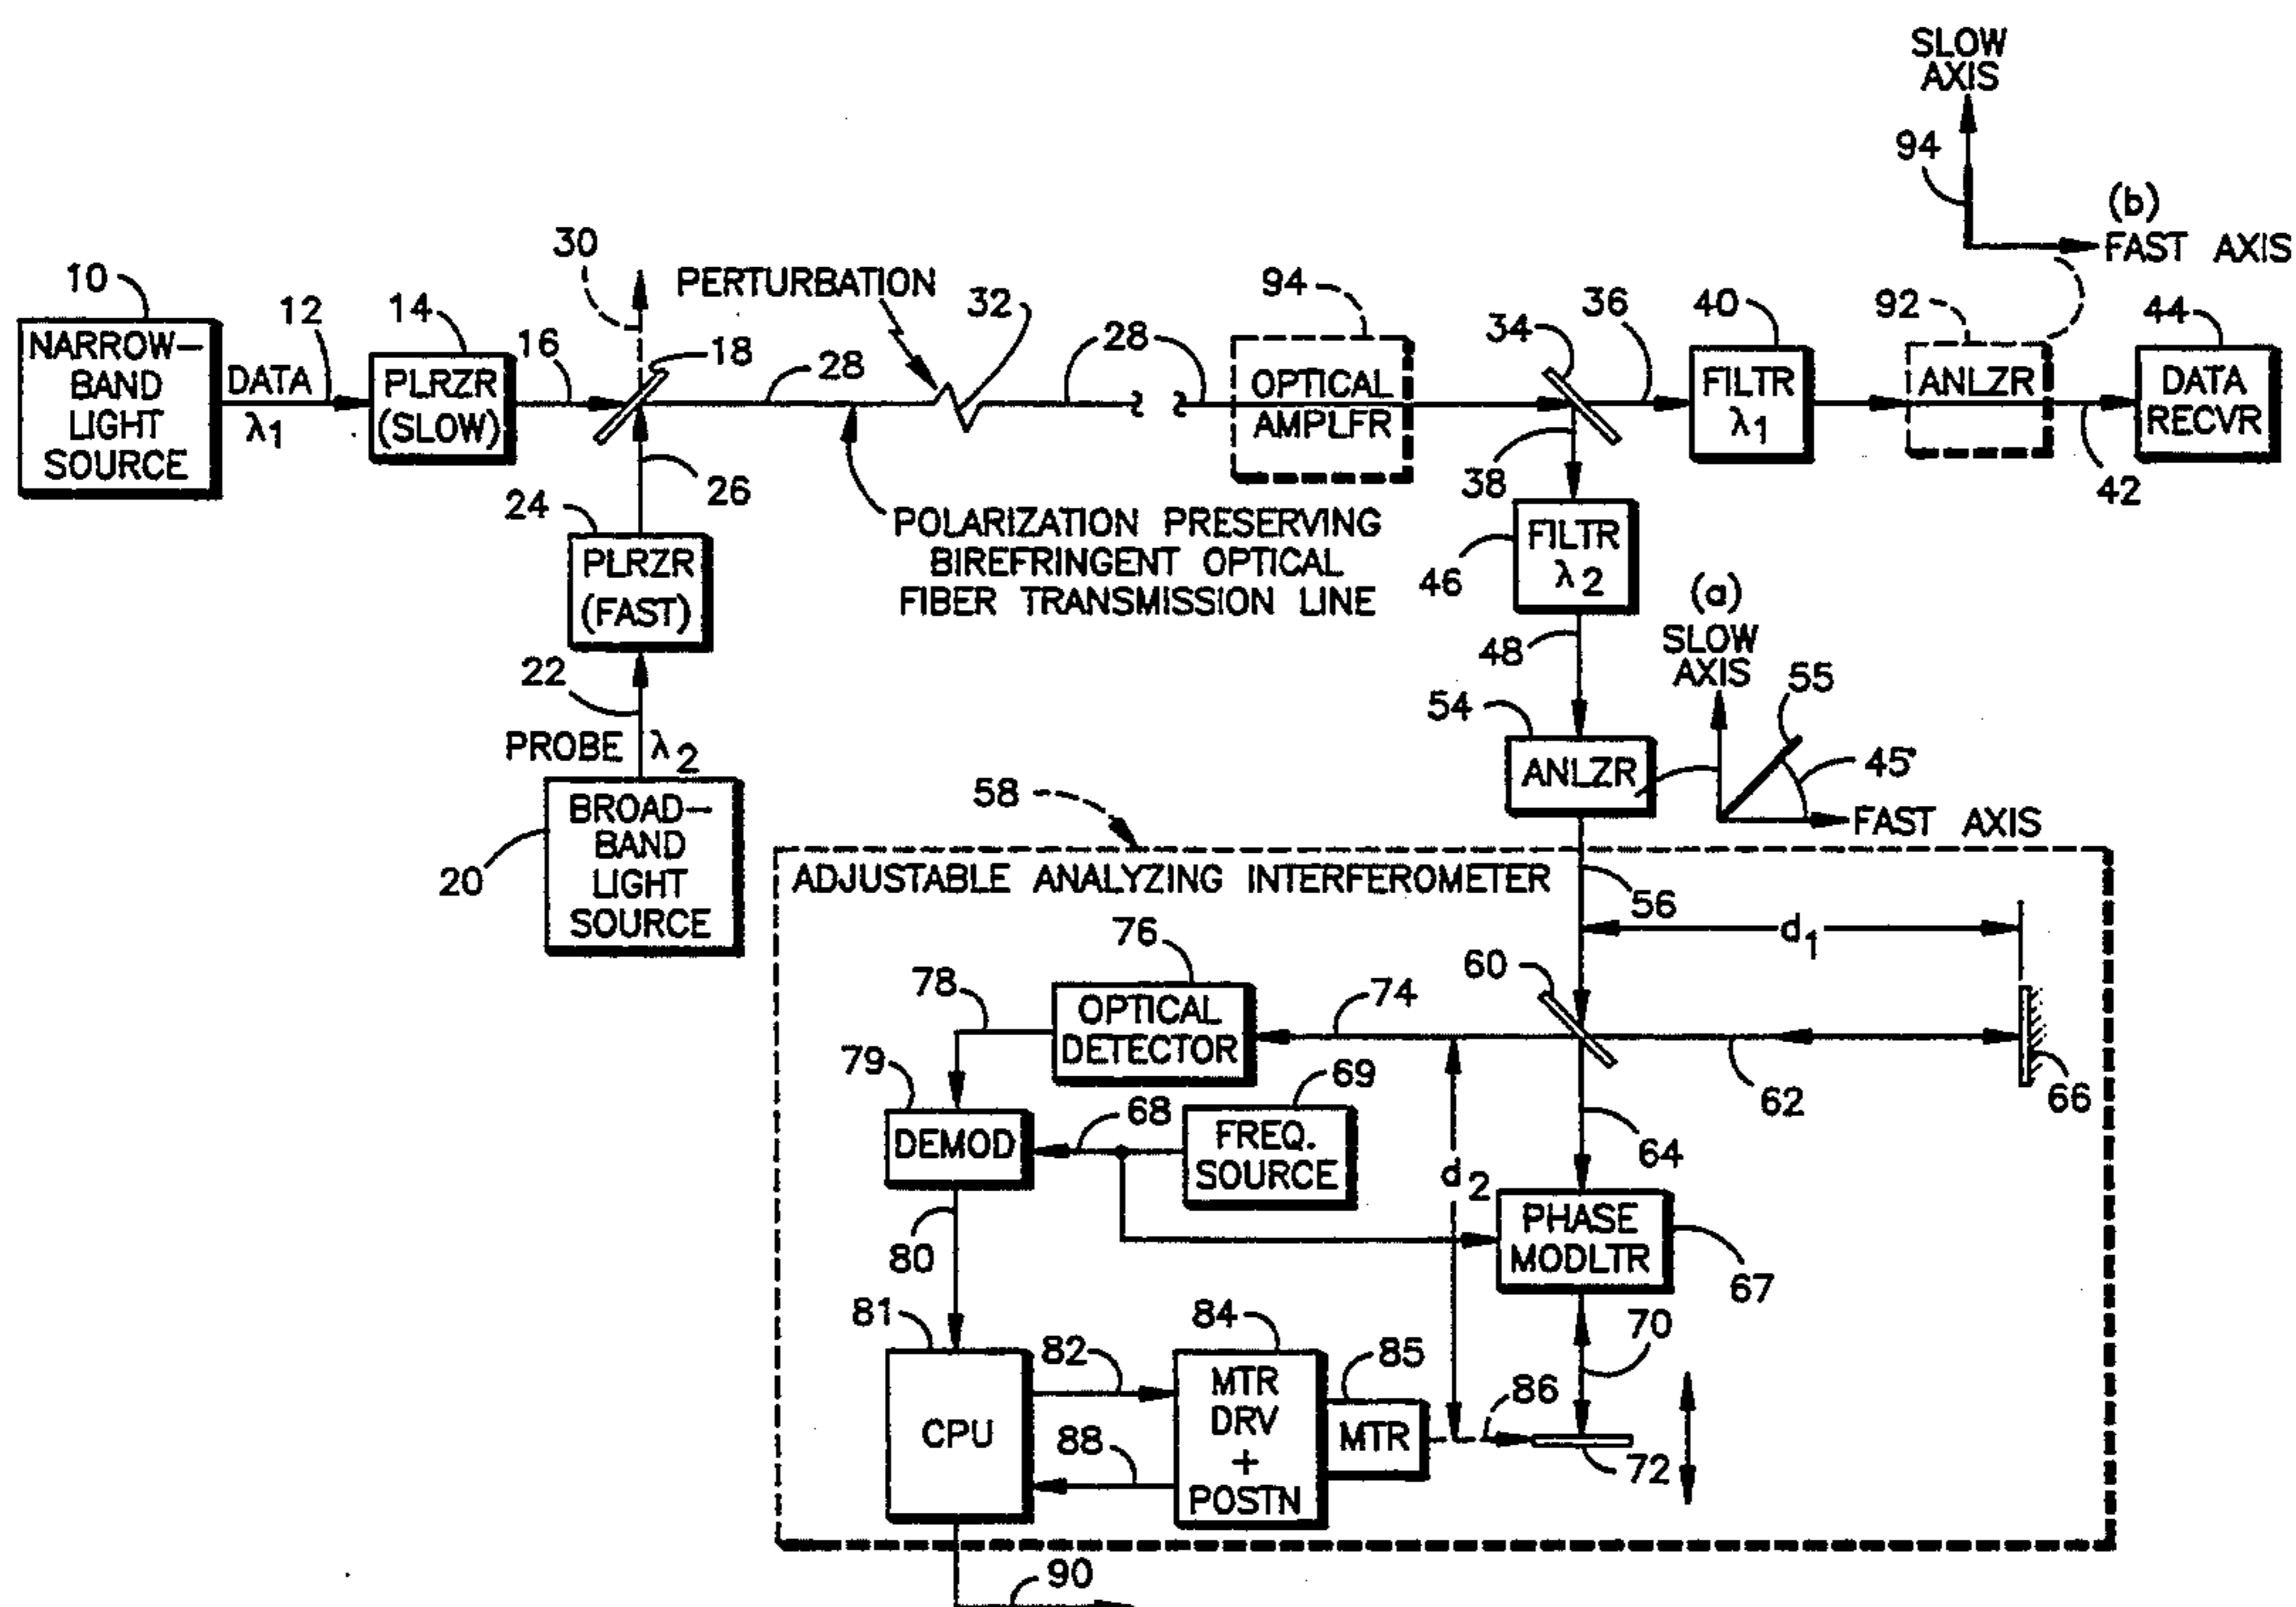 SLOW
AXIS
94
(b)
FAST AXIS
10
12
14
16
30
18
PERTURBATION
32
28
28
94
34
36
40
92
44
NARROW-
BAND
LIGHT
SOURCE
DATA
λ1
PLRZR
(SLOW)
OPTICAL
AMPLFR
FILTR
λ1
ANLZR
DATA
RECVR
42
38
26
24
PLRZR
(FAST)
POLARIZATION PRESERVING
BIREFRINGENT OPTICAL
FIBER TRANSMISSION LINE
46
FILTR
λ2
22
PROBE λ2
48
(a)
SLOW
AXIS
55
45°
FAST AXIS
54
ANLZR
20
BROAD-
BAND
LIGHT
SOURCE
58
ADJUSTABLE ANALYZING INTERFEROMETER
56
d1
76
78
OPTICAL
DETECTOR
74
60
62
66
79
DEMOD
68
69
FREQ.
SOURCE
d2
64
PHASE
MODLTR
67
80
81
CPU
82
88
84
MTR
DRV
+
POSTN
85
MTR
86
70
72
90